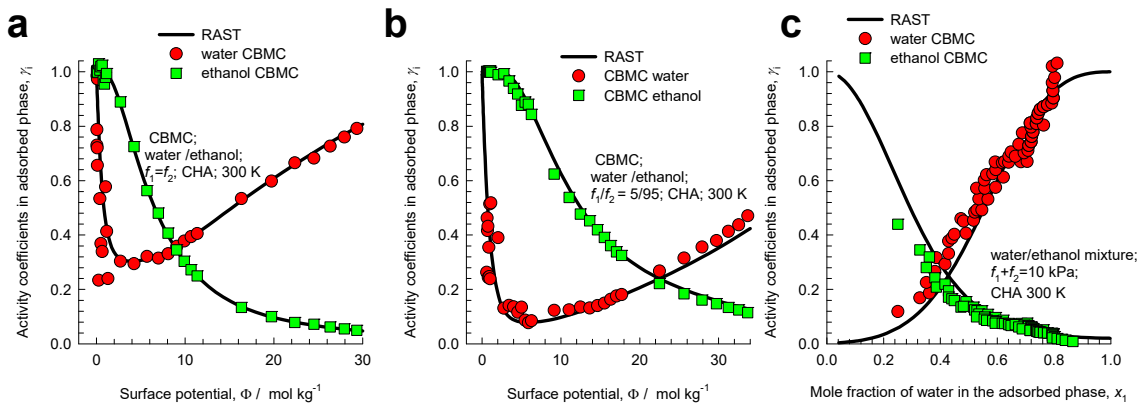 a
RAST
water CBMC
ethanol CBMC
CBMC;
water /ethanol;
f₁=f₂; CHA; 300 K
Activity coefficients in adsorbed phase, γᵢ
0.0
0.2
0.4
0.6
0.8
1.0
0
10
20
30
Surface potential, Φ / mol kg⁻¹
b
RAST
CBMC water
CBMC ethanol
CBMC;
water /ethanol;
f₁/f₂ = 5/95; CHA; 300 K
Activity coefficients in adsorbed phase, γᵢ
0.0
0.2
0.4
0.6
0.8
1.0
0
10
20
30
Surface potential, Φ / mol kg⁻¹
c
RAST
water CBMC
ethanol CBMC
water/ethanol mixture;
f₁+f₂=10 kPa;
CHA 300 K
Activity coefficients in adsorbed phase, γᵢ
0.0
0.2
0.4
0.6
0.8
1.0
0.0
0.2
0.4
0.6
0.8
1.0
Mole fraction of water in the adsorbed phase, x₁